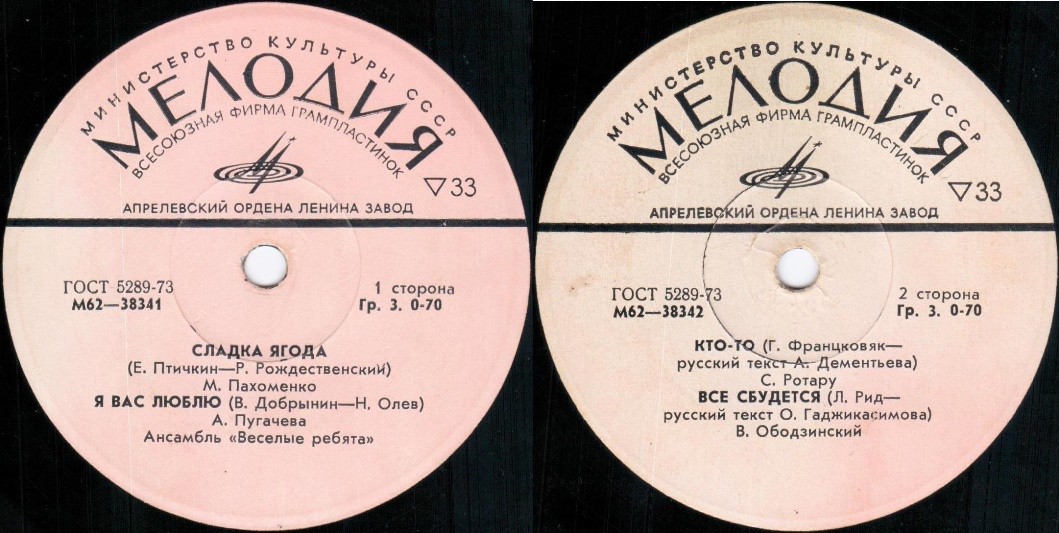 МИНИСТЕРСТВО КУЛЬТУРЫ СССР
МЕЛОДИЯ
ВСЕСОЮЗНАЯ ФИРМА ГРАМПЛАСТИНОК
▽33
АПРЕЛЕВСКИЙ ОРДЕНА ЛЕНИНА ЗАВОД
ГОСТ 5289-73
М62—38341
1 сторона
Гр. 3. 0-70
СЛАДКА ЯГОДА
(Е. Птичкин—Р. Рождественский)
М. Пахоменко
Я ВАС ЛЮБЛЮ (В. Добрынин—Н. Олев)
А. Пугачева
Ансамбль «Веселые ребята»
МИНИСТЕРСТВО КУЛЬТУРЫ СССР
МЕЛОДИЯ
ВСЕСОЮЗНАЯ ФИРМА ГРАМПЛАСТИНОК
▽33
АПРЕЛЕВСКИЙ ОРДЕНА ЛЕНИНА ЗАВОД
ГОСТ 5289-73
М62—38342
2 сторона
Гр. 3. 0-70
КТО-ТО (Г. Францковяк—
русский текст А. Дементьева)
С. Ротару
ВСЕ СБУДЕТСЯ (Л. Рид—
русский текст О. Гаджикасимова)
В. Ободзинский